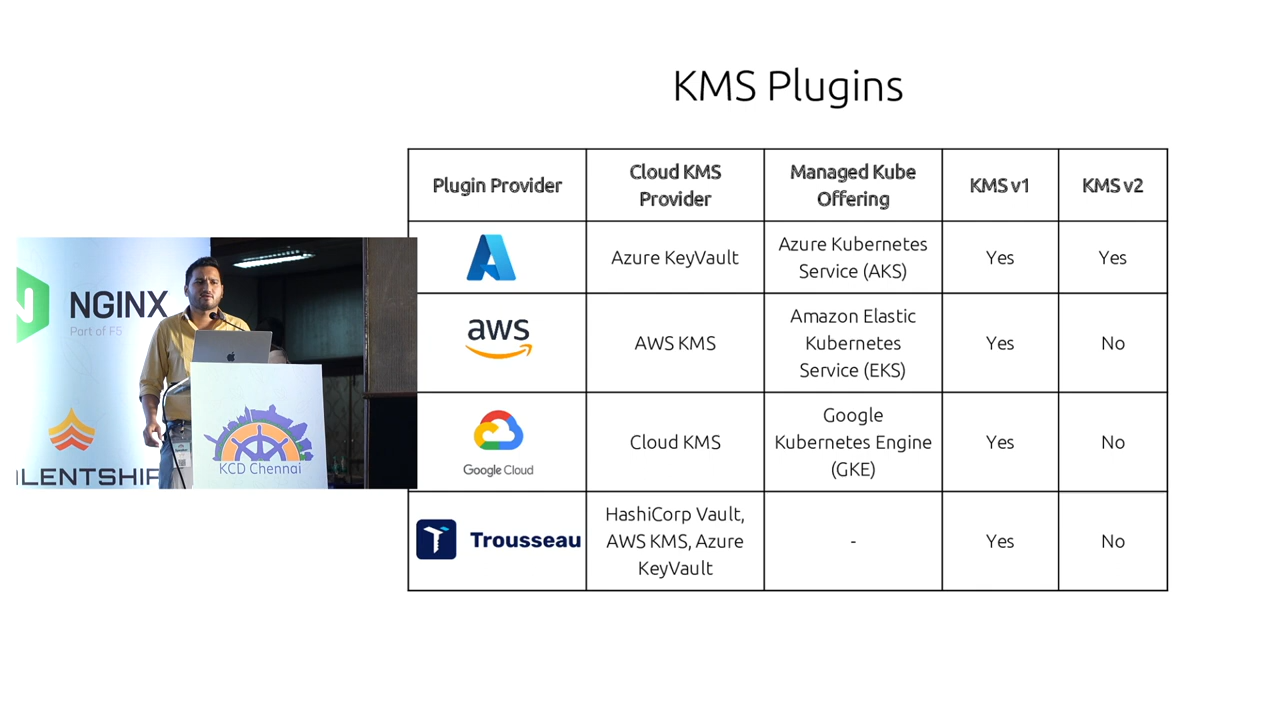 KMS Plugins
Plugin Provider
Cloud KMS
Provider
Managed Kube
Offering
KMS v1
KMS v2
Azure KeyVault
Azure Kubernetes
Service (AKS)
Yes
Yes
aws
AWS KMS
Amazon Elastic
Kubernetes
Service (EKS)
Yes
No
Google Cloud
Cloud KMS
Google
Kubernetes Engine
(GKE)
Yes
No
Trousseau
HashiCorp Vault,
AWS KMS, Azure
KeyVault
-
Yes
No
NGINX
Part of F5
ILENTSHIF
KCD Chennai